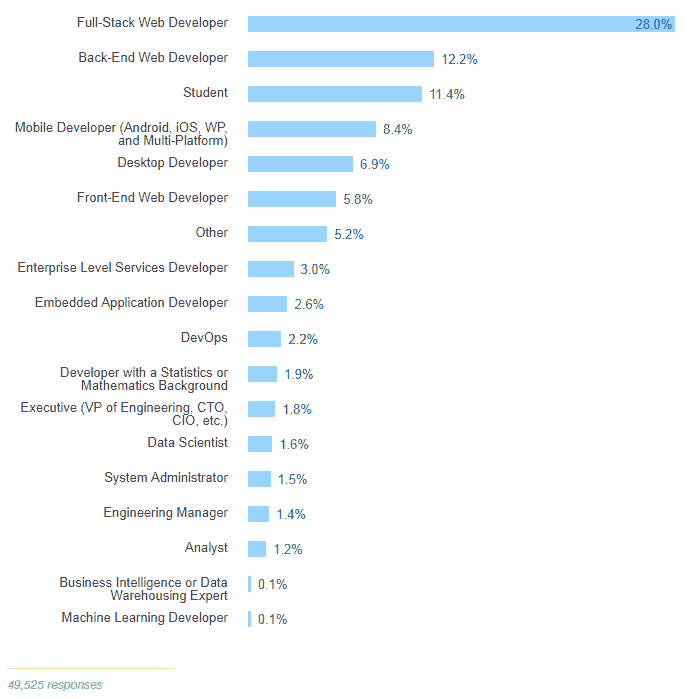 Full-Stack Web Developer 28.0%
Back-End Web Developer 12.2%
Student 11.4%
Mobile Developer (Android, iOS, WP,
and Multi-Platform) 8.4%
Desktop Developer 6.9%
Front-End Web Developer 5.8%
Other 5.2%
Enterprise Level Services Developer 3.0%
Embedded Application Developer 2.6%
DevOps 2.2%
Developer with a Statistics or
Mathematics Background 1.9%
Executive (VP of Engineering, CTO,
CIO, etc.) 1.8%
Data Scientist 1.6%
System Administrator 1.5%
Engineering Manager 1.4%
Analyst 1.2%
Business Intelligence or Data
Warehousing Expert 0.1%
Machine Learning Developer 0.1%
49,525 responses